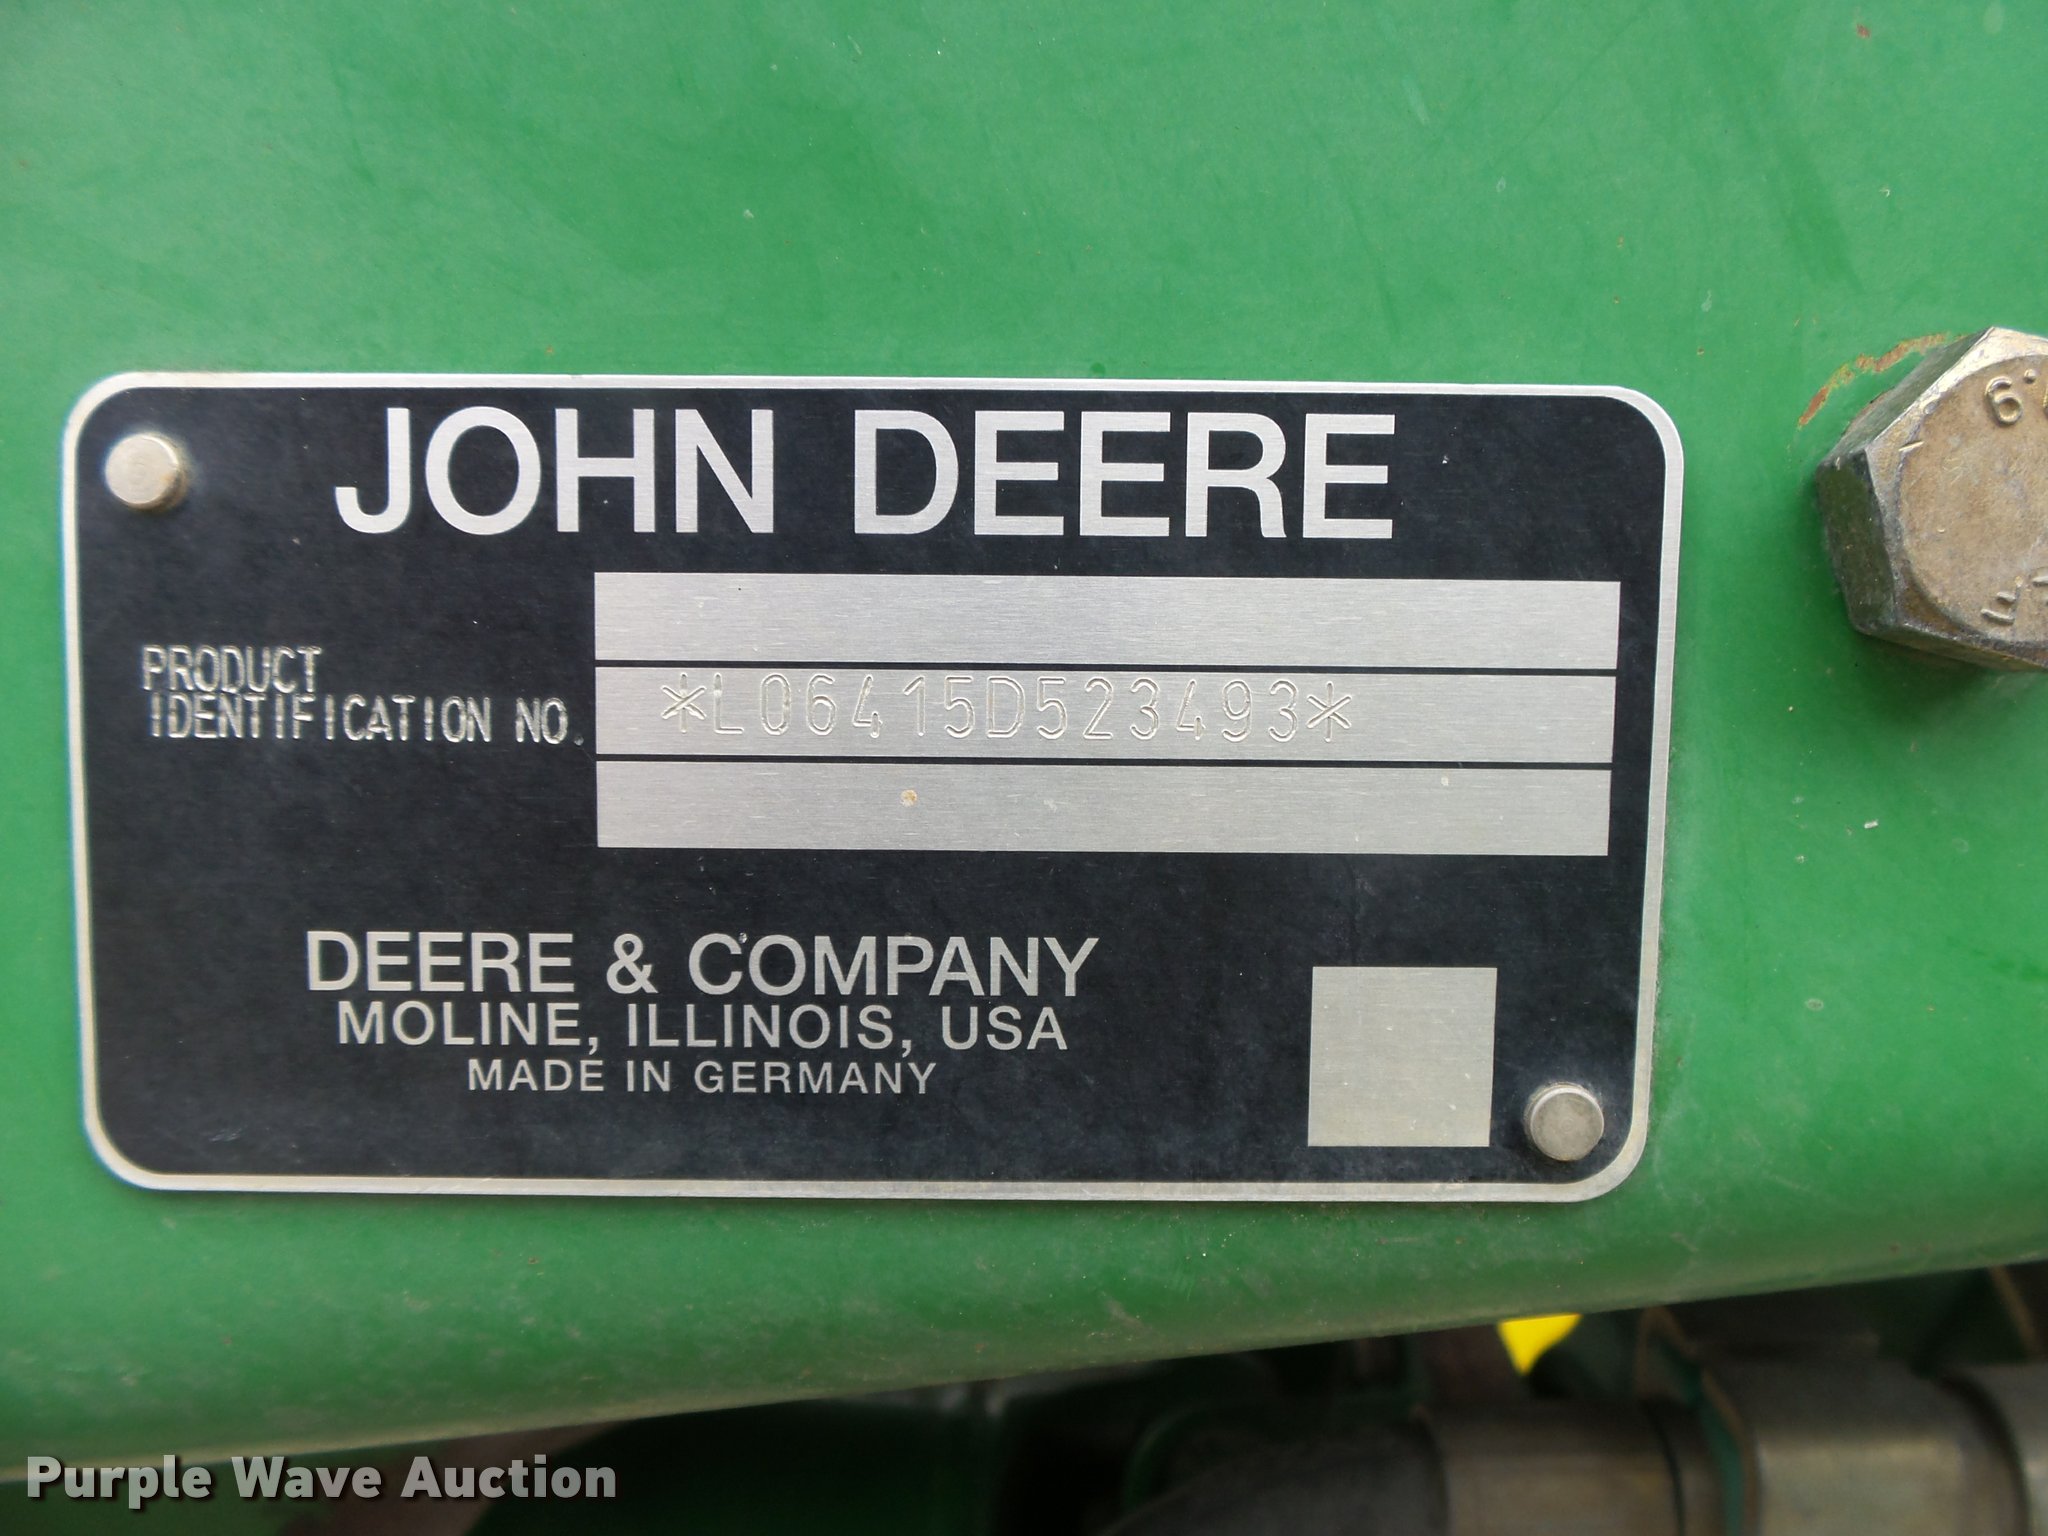 JOHN DEERE
PRODUCT
IDENTIFICATION NO.
*L06415D523493*
DEERE & COMPANY
MOLINE, ILLINOIS, USA
MADE IN GERMANY
Purple Wave Auction